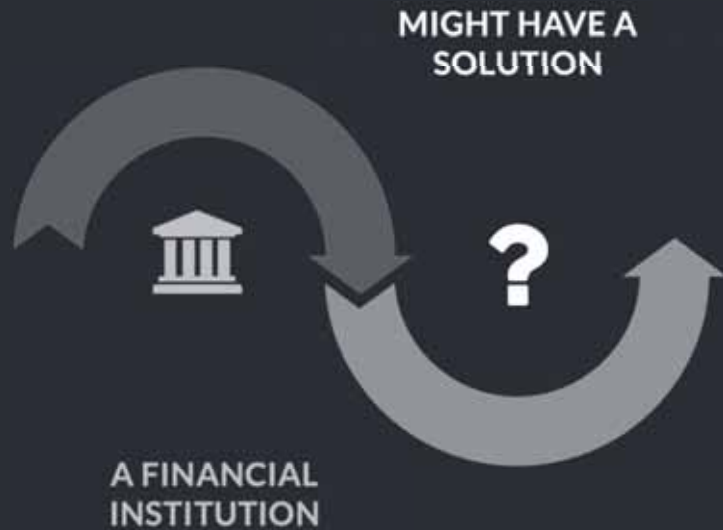 MIGHT HAVE A
SOLUTION
?
A FINANCIAL
INSTITUTION